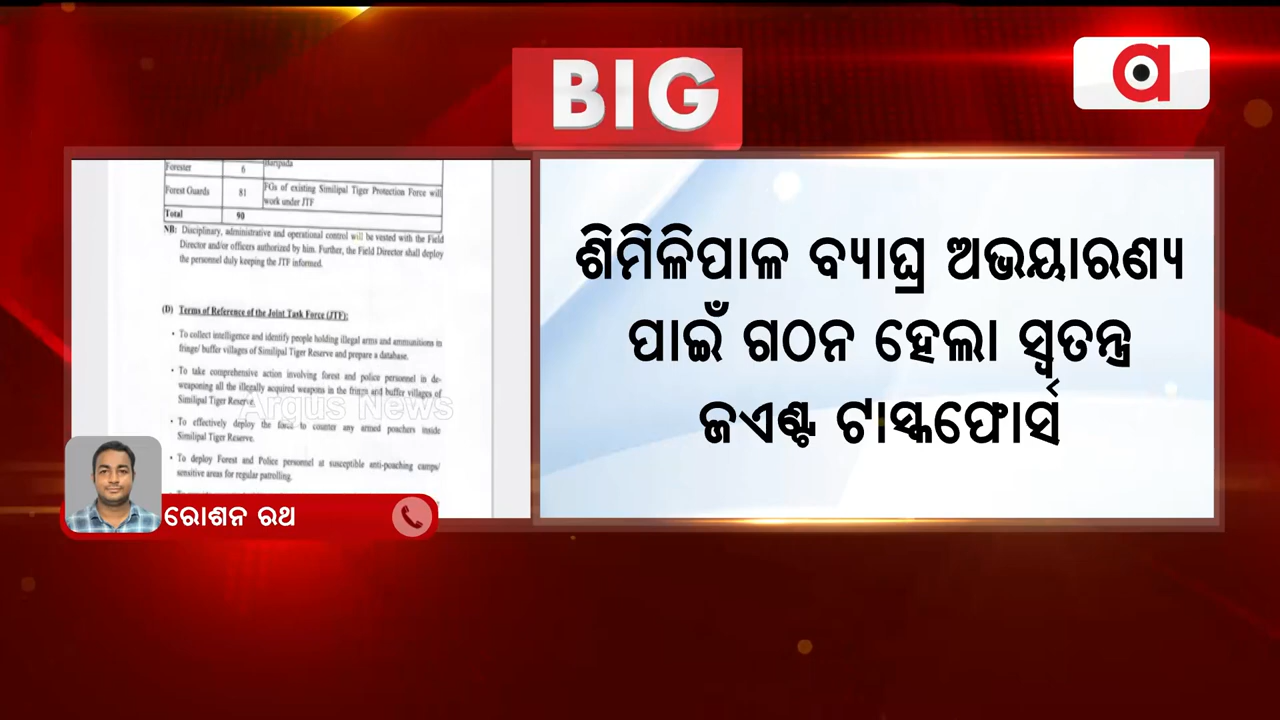 BIG
a
Forester 6 Baripada
Forest Guards 81 FGs of existing Similipal Tiger Protection Force will
work under JTF
Total 90
NB: Disciplinary, administrative and operational control will be vested with the Field
Director and/or officers authorized by him. Further, the Field Director shall deploy
the personnel duly keeping the JTF informed.
(D) Terms of Reference of the Joint Task Force (JTF):
• To collect intelligence and identify people holding illegal arms and ammunitions in
fringe/ buffer villages of Similipal Tiger Reserve and prepare a database.
• To take comprehensive action involving forest and police personnel in de-
weaponing all the illegally acquired weapons in the fringe and buffer villages of
Similipal Tiger Reserve.
Argus News
• To effectively deploy the force to counter any armed poachers inside
Similipal Tiger Reserve.
• To deploy Forest and Police personnel at susceptible anti-poaching camps/
sensitive areas for regular patrolling.
ରୋଶନ ରଥ
ଶିମିଳିପାଳ ବ୍ୟାଘ୍ର ଅଭୟାରଣ୍ୟ
ପାଇଁ ଗଠନ ହେଲା ସ୍ୱତନ୍ତ୍ର
ଜଏଣ୍ଟ ଟାସ୍କଫୋର୍ସ